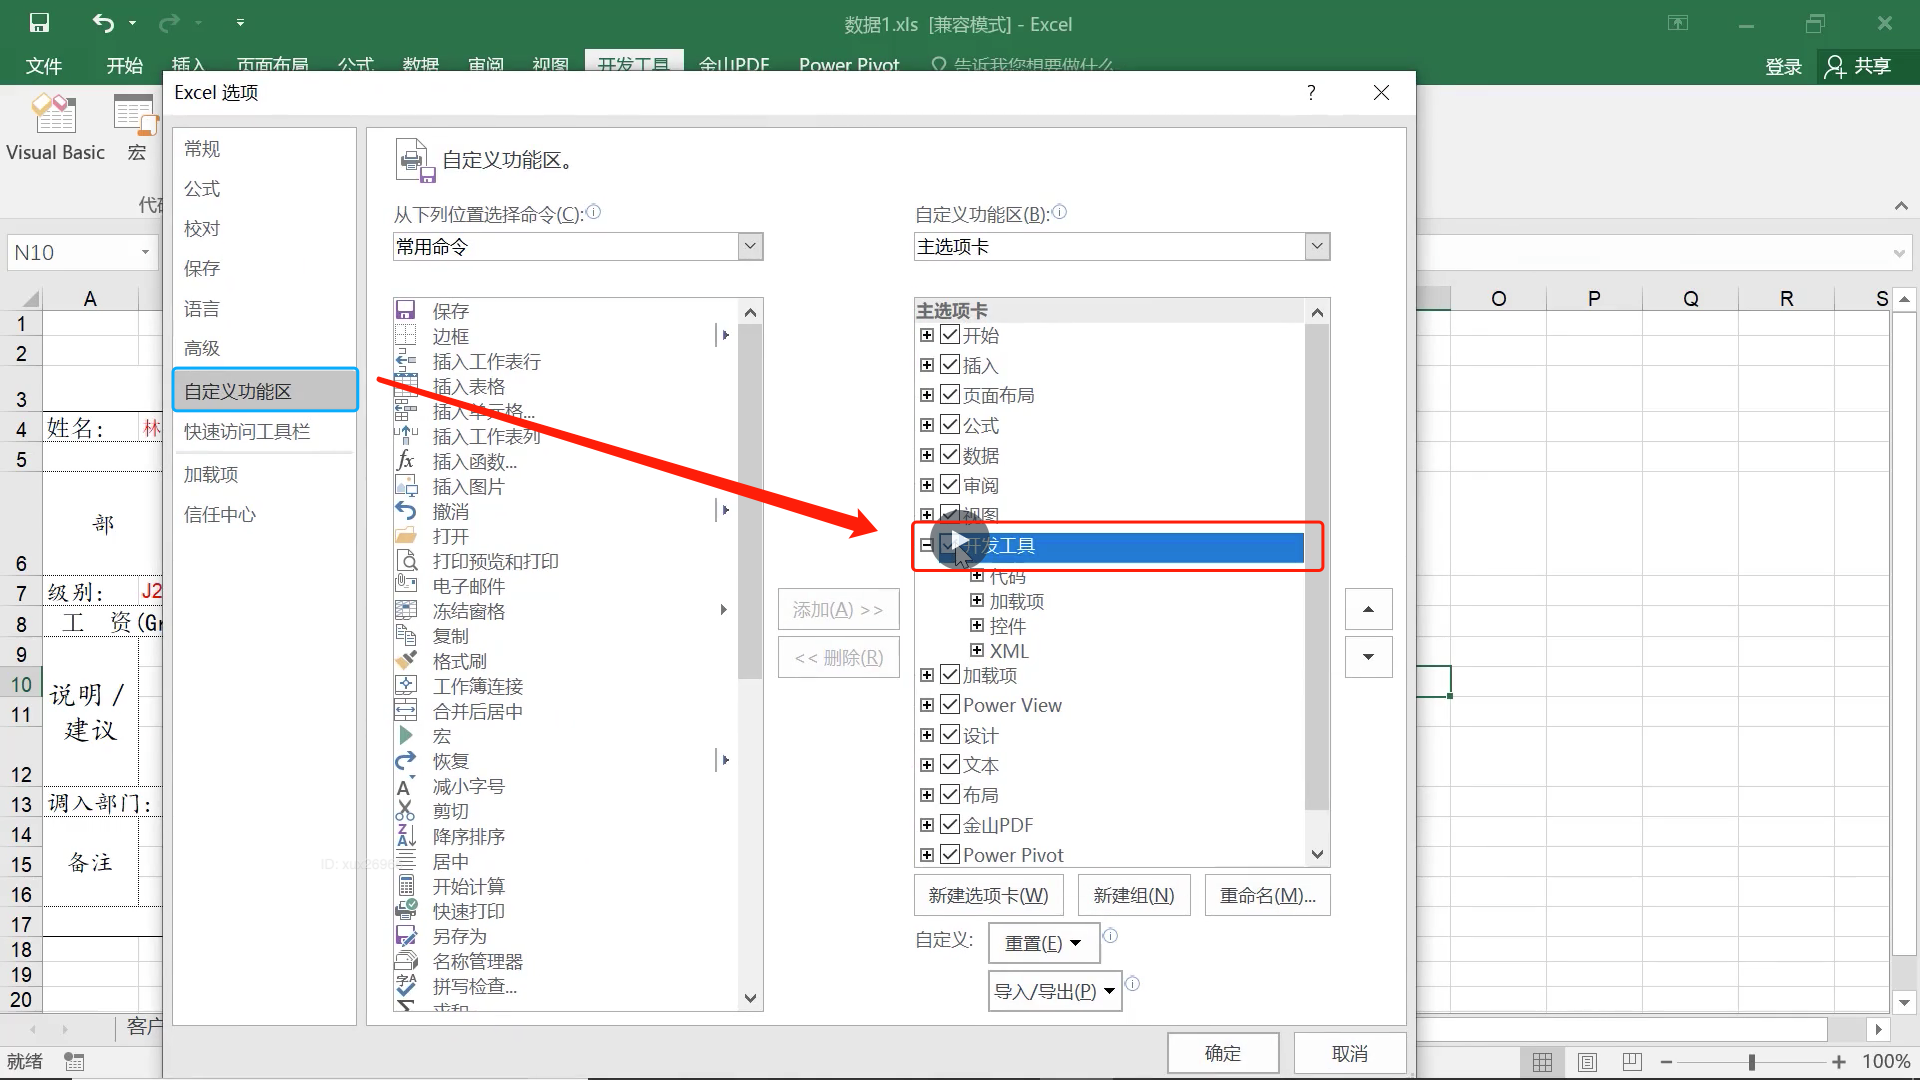 数据1.xls [兼容模式] - Excel
文件 开始 插入 页面布局 公式 数据 审阅 视图 开发工具 金山PDF Power Pivot 告诉我您想要做什么 登录 共享
Visual Basic
宏
代码
N10
Excel 选项
?
常规
公式
校对
保存
语言
高级
自定义功能区
快速访问工具栏
加载项
信任中心
自定义功能区。
从下列位置选择命令(C):
常用命令
保存
边框
插入工作表行
插入表格
插入单元格...
插入工作表列
插入函数...
插入图片
撤消
打开
打印预览和打印
电子邮件
冻结窗格
复制
格式刷
工作簿连接
合并后居中
宏
恢复
减小字号
剪切
降序排序
居中
开始计算
快速打印
另存为
名称管理器
拼写检查...
求和
添加(A) >>
<< 删除(R)
自定义功能区(B):
主选项卡
主选项卡
开始
插入
页面布局
公式
数据
审阅
视图
开发工具
代码
加载项
控件
XML
加载项
Power View
设计
文本
布局
金山PDF
Power Pivot
新建选项卡(W) 新建组(N) 重命名(M)...
自定义: 重置(E)
导入/导出(P)
确定 取消
A O P Q R S
1
2
3
4 姓名: 林
5
6 部
7 级别: J2
8 工 资(Gr
9
10 说明/
11 建议
12
13 调入部门:
14
15 备注
16
17
18
19
20
客户
就绪
100%